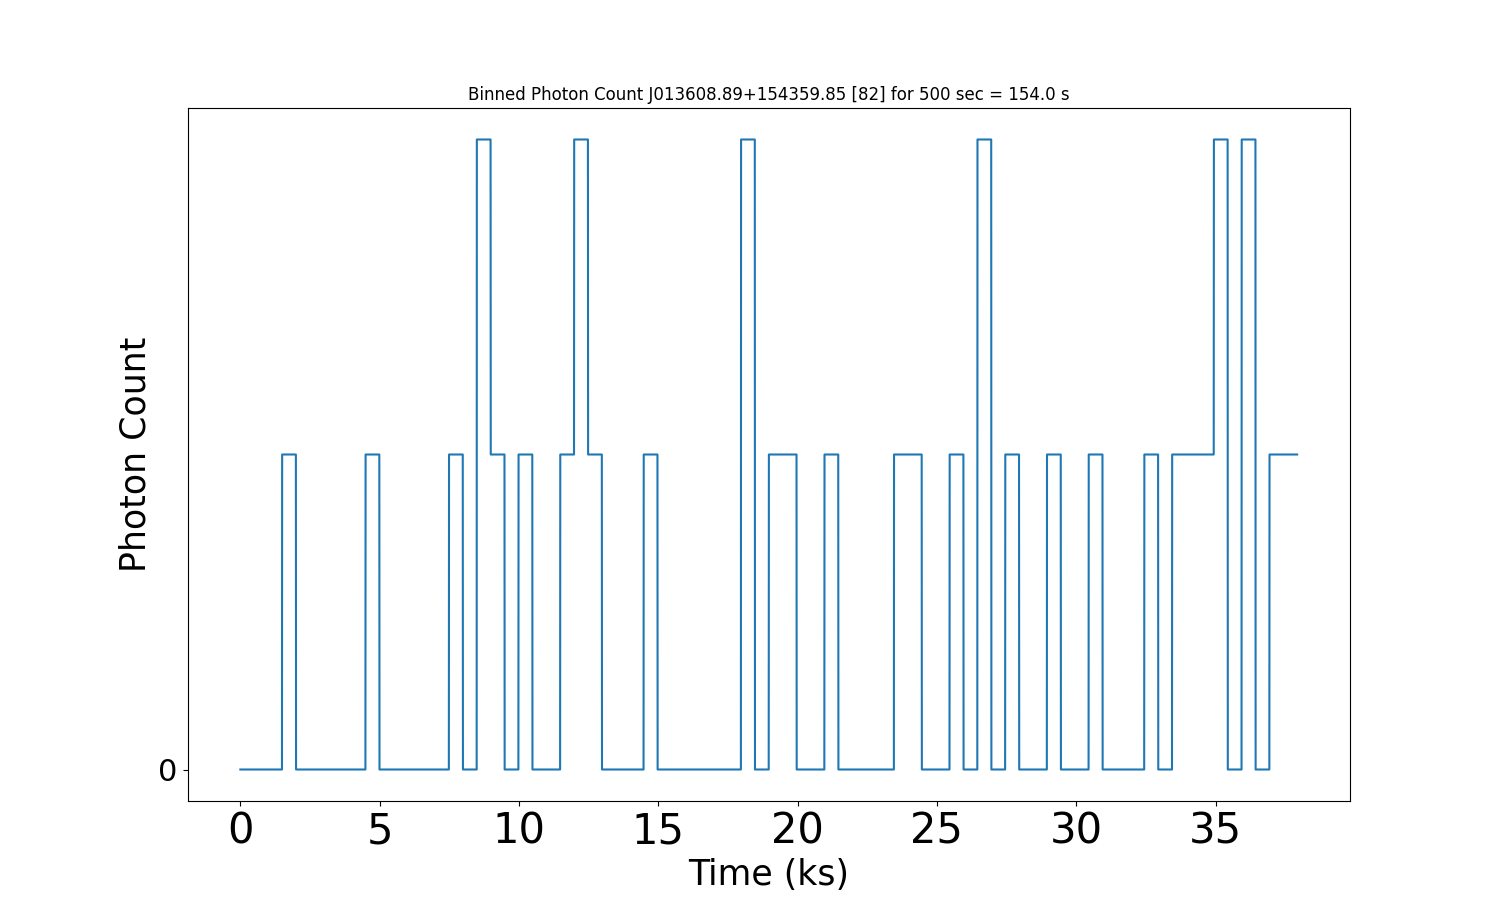 Binned Photon Count J013608.89+154359.85 [82] for 500 sec = 154.0 s
Photon Count
0
0 5 10 15 20 25 30 35
Time (ks)